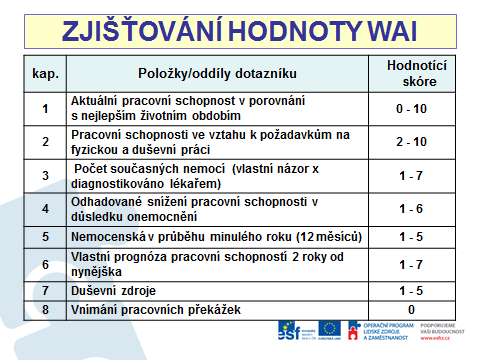 ZJIŠŤOVÁNÍ HODNOTY WAI
kap.
Položky/oddíly dotazníku
Hodnotící
skóre
1
Aktuální pracovní schopnost v porovnání
s nejlepším životním obdobím
0 - 10
2
Pracovní schopnosti ve vztahu k požadavkům na
fyzickou a duševní práci
2 - 10
3
Počet současných nemocí (vlastní názor x
diagnostikováno lékařem)
1 - 7
4
Odhadované snížení pracovní schopnosti v
důsledku onemocnění
1 - 6
5
Nemocenská v průběhu minulého roku (12 měsíců)
1 - 5
6
Vlastní prognóza pracovní schopností 2 roky od
nynějška
1 - 7
7
Duševní zdroje
1 - 5
8
Vnímání pracovních překážek
0
esf
OPERAČNÍ PROGRAM
LIDSKÉ ZDROJE
A ZAMĚSTNANOST
PODPORUJEME
VAŠI BUDOUCNOST
www.esfcr.cz